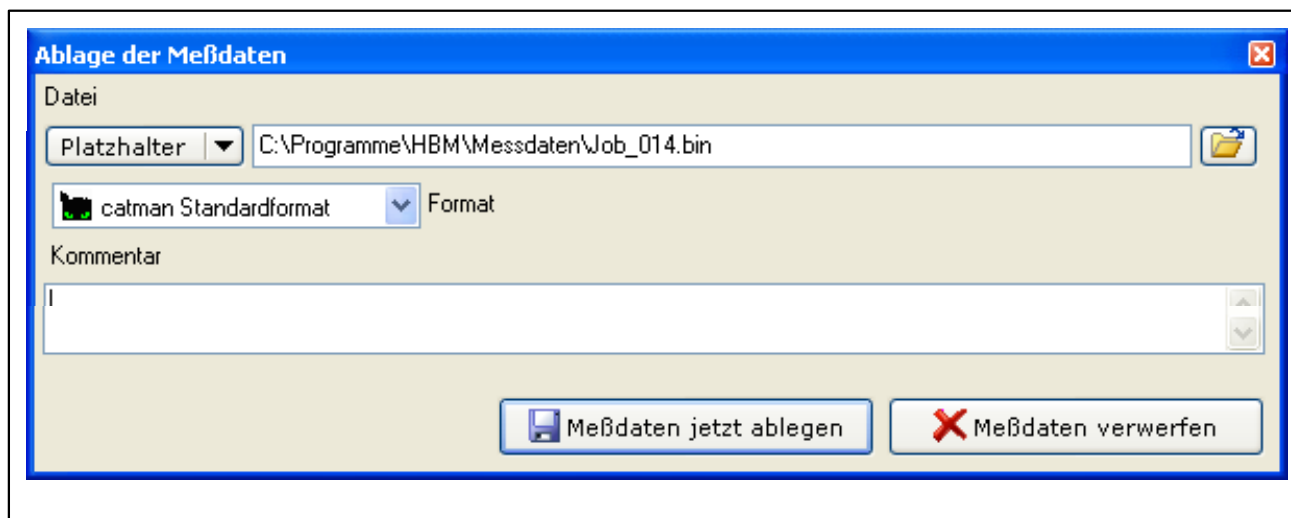 Ablage der Meßdaten
Datei
Platzhalter C:\Programme\HBM\Messdaten\Job_014.bin
catman Standardformat Format
Kommentar
Meßdaten jetzt ablegen Meßdaten verwerfen